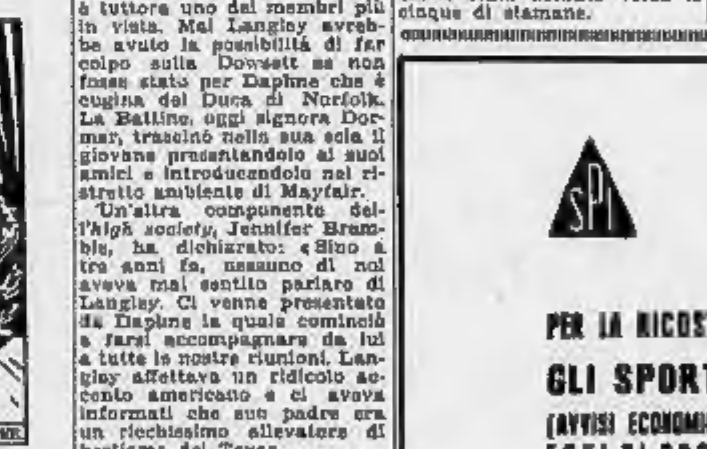 è tuttora uno dei membri più
in vista. Mai Langley avreb-
be avuto la possibilità di far
colpo sulla Dowsett se non
fosse stato per Daphne che è
cugina del Duca di Norfolk.
La Battine, oggi signora Dor-
mer, trascinò nella sua scia il
giovane presentandolo ai suoi
amici e introducendolo nel ri-
stretto ambiente di Mayfair.
Un'altra componente del-
l'high society, Jennifer Bram-
ble, ha dichiarato: «Sino a
tre anni fa, nessuno di noi
aveva mai sentito parlare di
Langley. Ci venne presentato
da Daphne la quale cominciò
a farsi accompagnare da lui
a tutte le nostre riunioni. Lan-
gley affettava un ridicolo ac-
cento americano e ci aveva
informati che suo padre era
un ricchissimo allevatore di
bestiame del Texas
cinque di stamane.
SPI
PER LA RICOST
GLI SPORT
(AVVISI ECONOMI